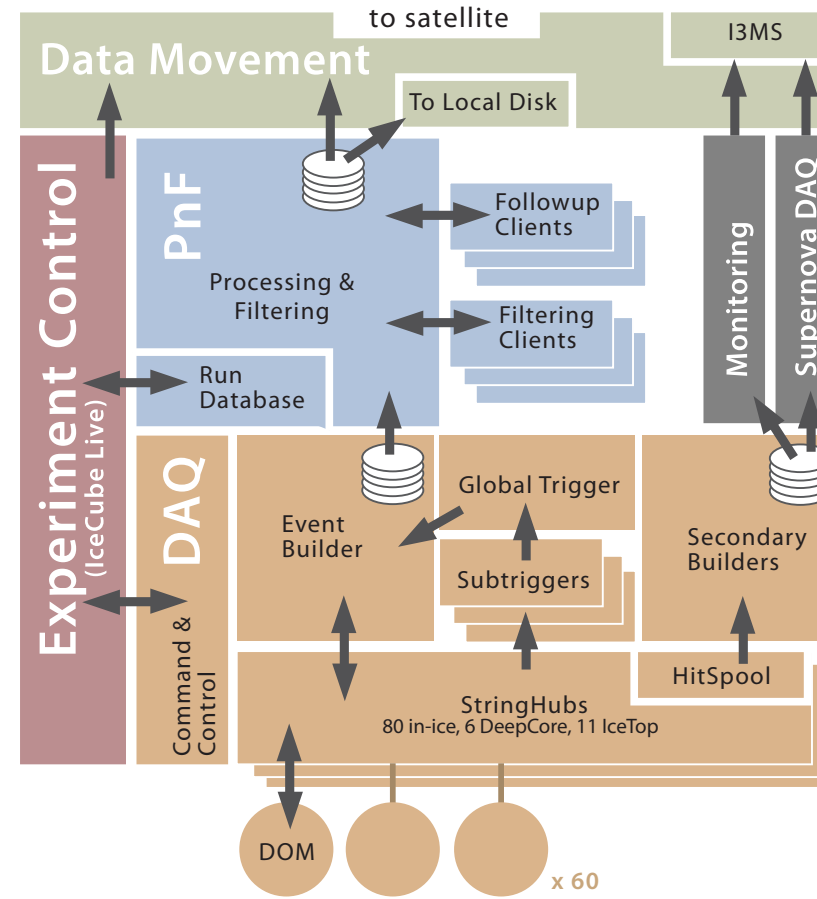 to satellite
I3MS
Data Movement
To Local Disk
Experiment Control
(IceCube Live)
PnF
Processing &
Filtering
Followup
Clients
Filtering
Clients
Monitoring
Supernova DAQ
Run
Database
DAQ
Command &
Control
Event
Builder
Global Trigger
Subtriggers
Secondary
Builders
HitSpool
StringHubs
80 in-ice, 6 DeepCore, 11 IceTop
DOM
x 60